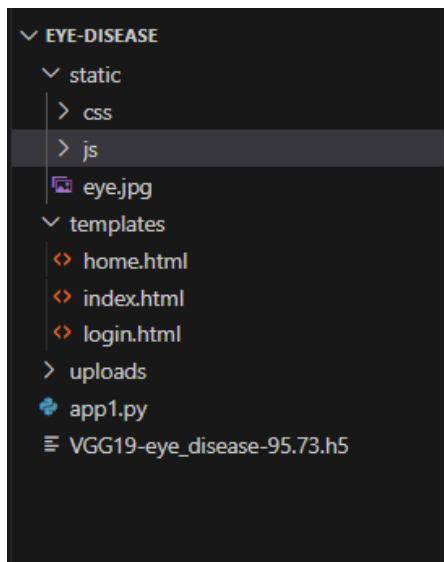 EYE-DISEASE
static
css
js
eye.jpg
templates
home.html
index.html
login.html
uploads
app1.py
VGG19-eye_disease-95.73.h5